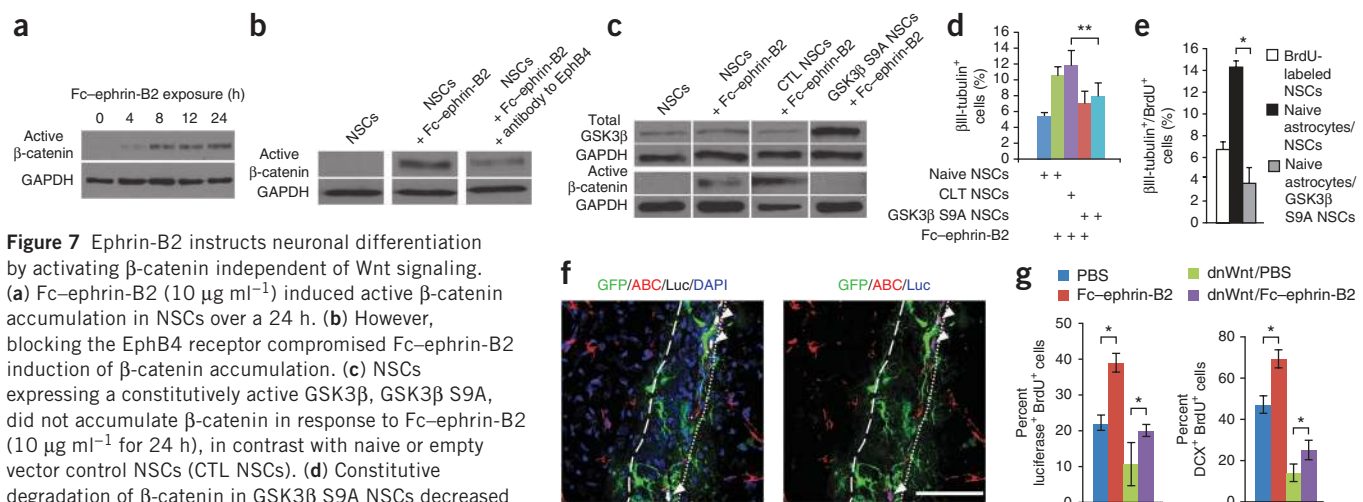 a
Fc–ephrin-B2 exposure (h)
0 4 8 12 24
Active
β-catenin
GAPDH
b
NSCs
NSCs
+ Fc–ephrin-B2
NSCs
+ Fc–ephrin-B2
+ antibody to EphB4
Active
β-catenin
GAPDH
c
NSCs
NSCs
+ Fc–ephrin-B2
CTL NSCs
+ Fc–ephrin-B2
GSK3β S9A NSCs
+ Fc–ephrin-B2
Total
GSK3β
GAPDH
Active
β-catenin
GAPDH
d
βIII-tubulin+
cells (%)
16
14
12
10
8
6
4
2
0
**
Naive NSCs + +
CLT NSCs +
GSK3β S9A NSCs + +
Fc–ephrin-B2 + + +
e
βIII-tubulin+/BrdU+
cells (%)
16
14
12
10
8
6
4
2
0
*
BrdU-
labeled
NSCs
Naive
astrocytes/
NSCs
Naive
astrocytes/
GSK3β
S9A NSCs
Figure 7 Ephrin-B2 instructs neuronal differentiation
by activating β-catenin independent of Wnt signaling.
(a) Fc–ephrin-B2 (10 μg ml−1) induced active β-catenin
accumulation in NSCs over a 24 h. (b) However,
blocking the EphB4 receptor compromised Fc–ephrin-B2
induction of β-catenin accumulation. (c) NSCs
expressing a constitutively active GSK3β, GSK3β S9A,
did not accumulate β-catenin in response to Fc–ephrin-B2
(10 μg ml−1 for 24 h), in contrast with naive or empty
vector control NSCs (CTL NSCs). (d) Constitutive
degradation of β-catenin in GSK3β S9A NSCs decreased
f
GFP/ABC/Luc/DAPI
GFP/ABC/Luc
g
PBS
Fc–ephrin-B2
dnWnt/PBS
dnWnt/Fc–ephrin-B2
Percent
luciferase+ BrdU+ cells
50
40
30
20
10
0
*
*
Percent
DCX+ BrdU+ cells
80
60
40
20
0
*
*